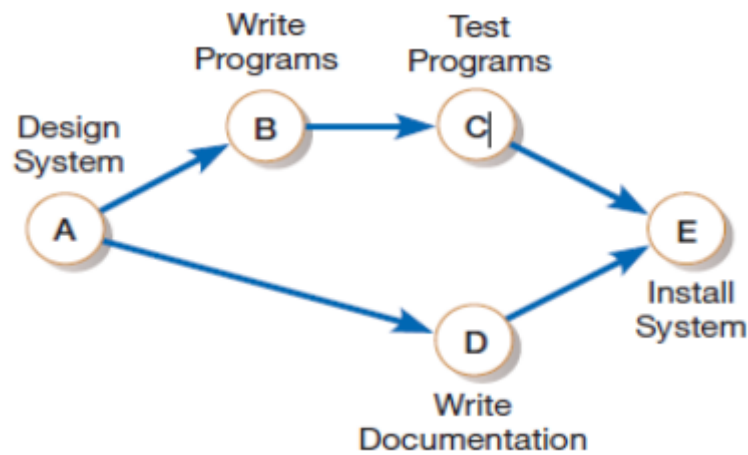 Write
Programs
Test
Programs
Design
System
B
C
A
E
Install
System
D
Write
Documentation